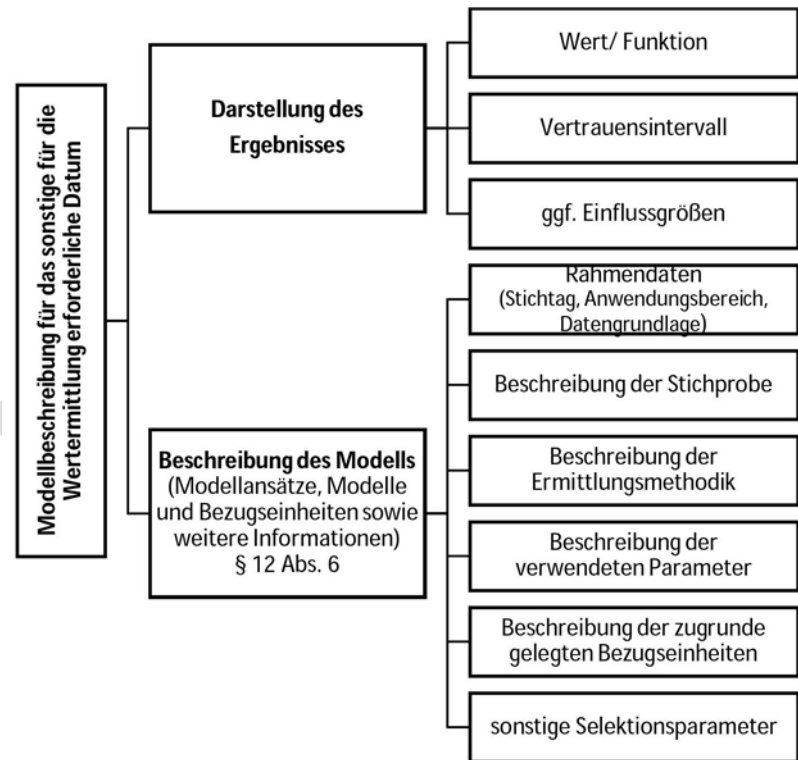 Modellbeschreibung für das sonstige für die
Wertermittlung erforderliche Datum
Darstellung des
Ergebnisses
Wert/ Funktion
Vertrauensintervall
ggf. Einflussgrößen
Beschreibung des Modells
(Modellansätze, Modelle
und Bezugseinheiten sowie
weitere Informationen)
§ 12 Abs. 6
Rahmendaten
(Stichtag, Anwendungsbereich,
Datengrundlage)
Beschreibung der Stichprobe
Beschreibung der
Ermittlungsmethodik
Beschreibung der
verwendeten Parameter
Beschreibung der zugrunde
gelegten Bezugseinheiten
sonstige Selektionsparameter